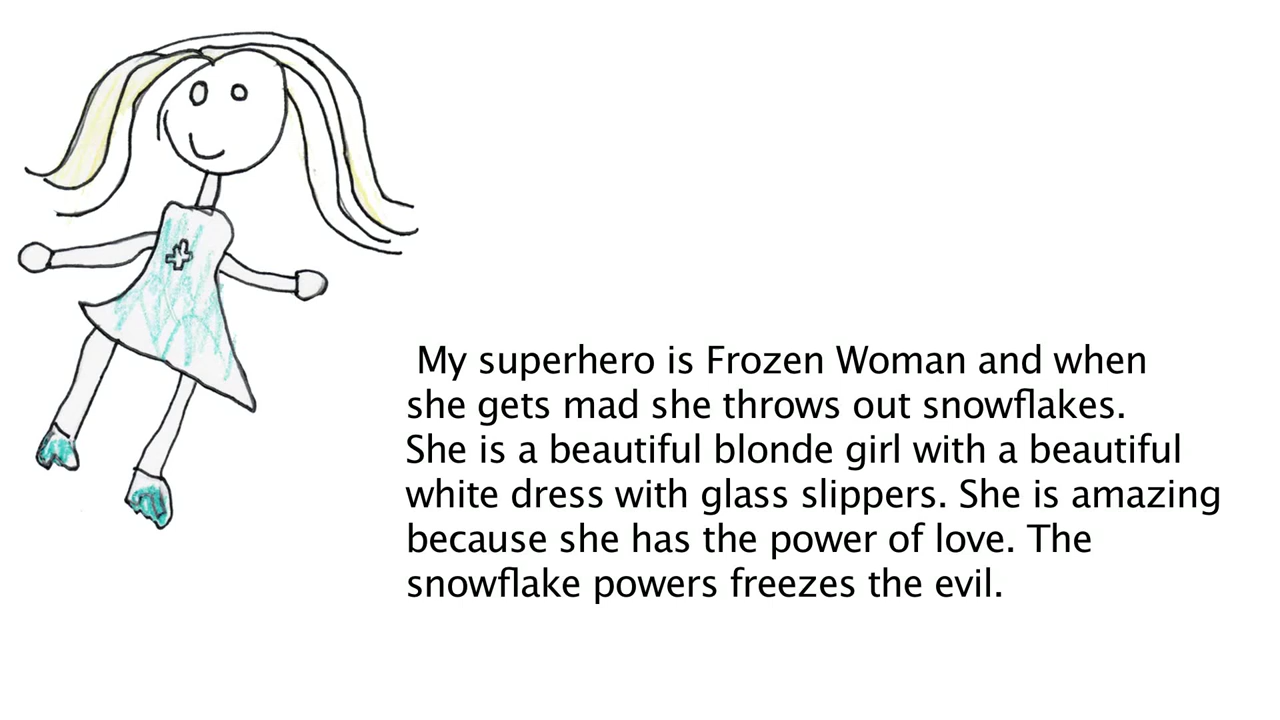 My superhero is Frozen Woman and when
she gets mad she throws out snowflakes.
She is a beautiful blonde girl with a beautiful
white dress with glass slippers. She is amazing
because she has the power of love. The
snowflake powers freezes the evil.